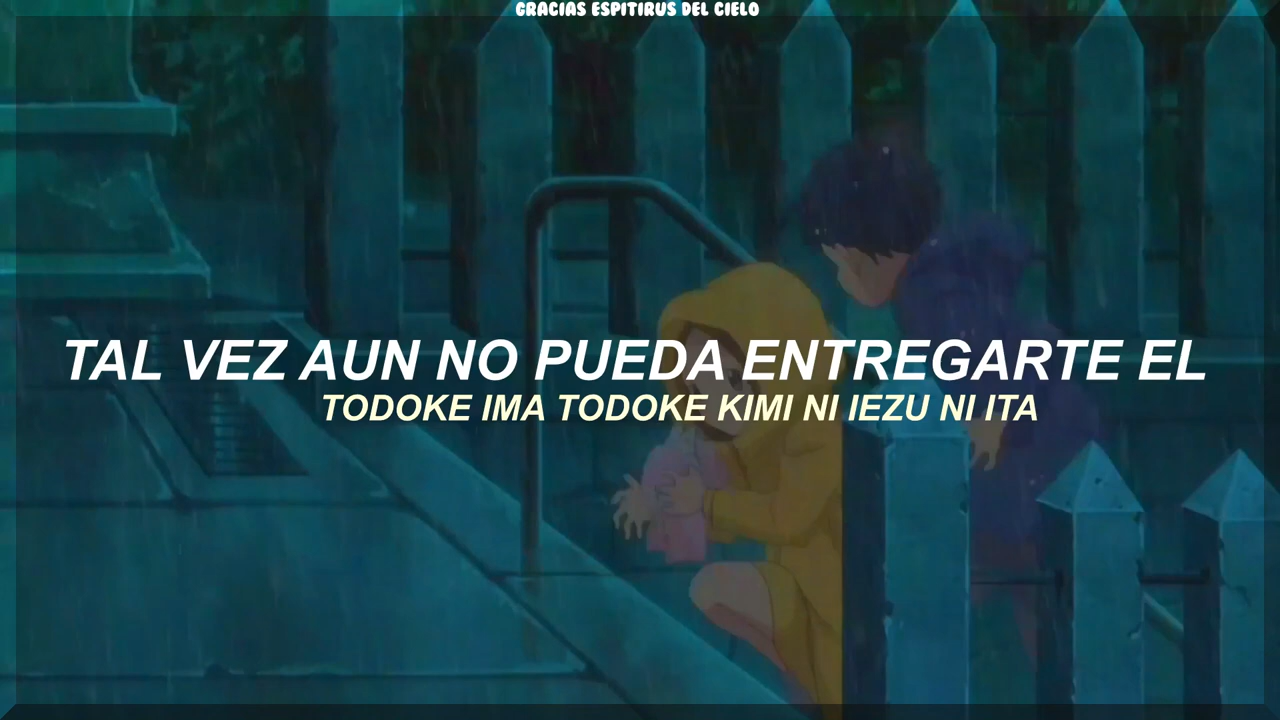 GRACIAS ESPITIRUS DEL CIELO
TAL VEZ AUN NO PUEDA ENTREGARTE EL
TODOKE IMA TODOKE KIMI NI IEZU NI ITA